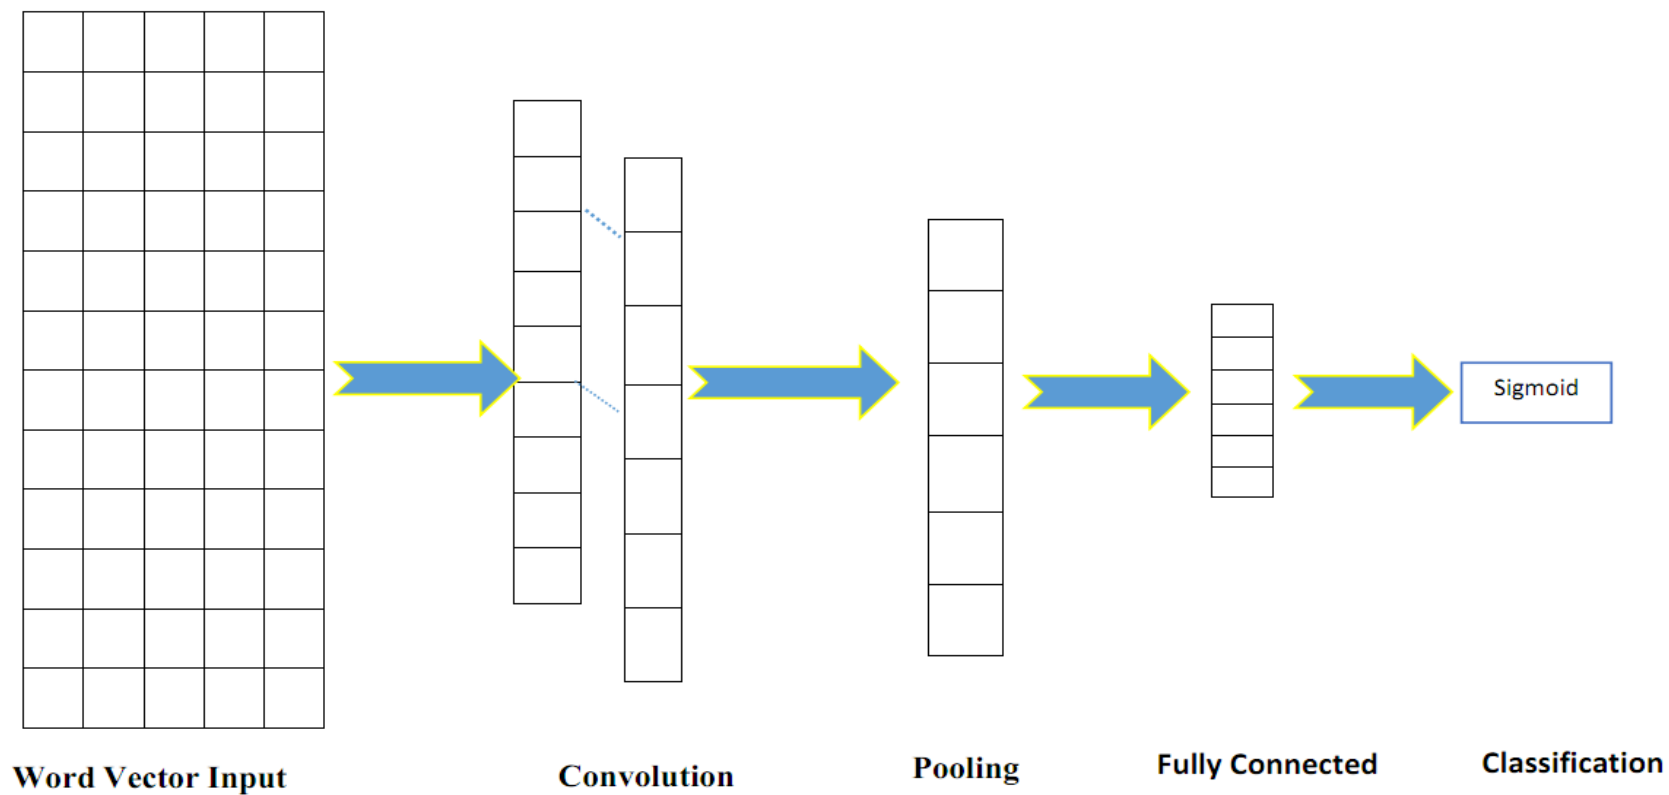 Sigmoid
Word Vector Input
Convolution
Pooling
Fully Connected
Classification